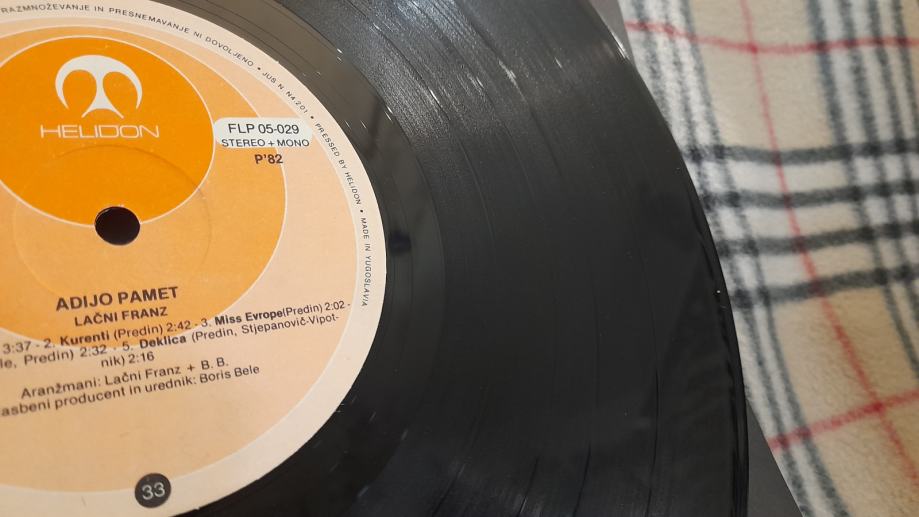 RAZMNOŽEVANJE IN PRESNEMAVANJE NI DOVOLJENO • JUS N. N4.201 • PRESSED BY HELIDON • MADE IN YUGOSLAVIA
HELIDON
FLP 05-029
STEREO + MONO
P'82
ADIJO PAMET
LAČNI FRANZ
3:37 - 2. Kurenti (Predin) 2:42 - 3. Miss Evrope(Predin) 2:02 -
le, Predin) 2:32 - 5. Deklica (Predin, Stjepanovič-Vipot-
nik) 2:16
Aranžmani: Lačni Franz + B. B.
asbeni producent in urednik: Boris Bele
33